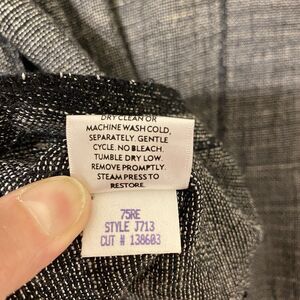 DRY CLEAN OR
MACHINE WASH COLD,
SEPARATELY. GENTLE
CYCLE. NO BLEACH.
TUMBLE DRY LOW.
REMOVE PROMPTLY.
STEAM PRESS TO
RESTORE.
75RE
STYLE J713
CUT # 138603